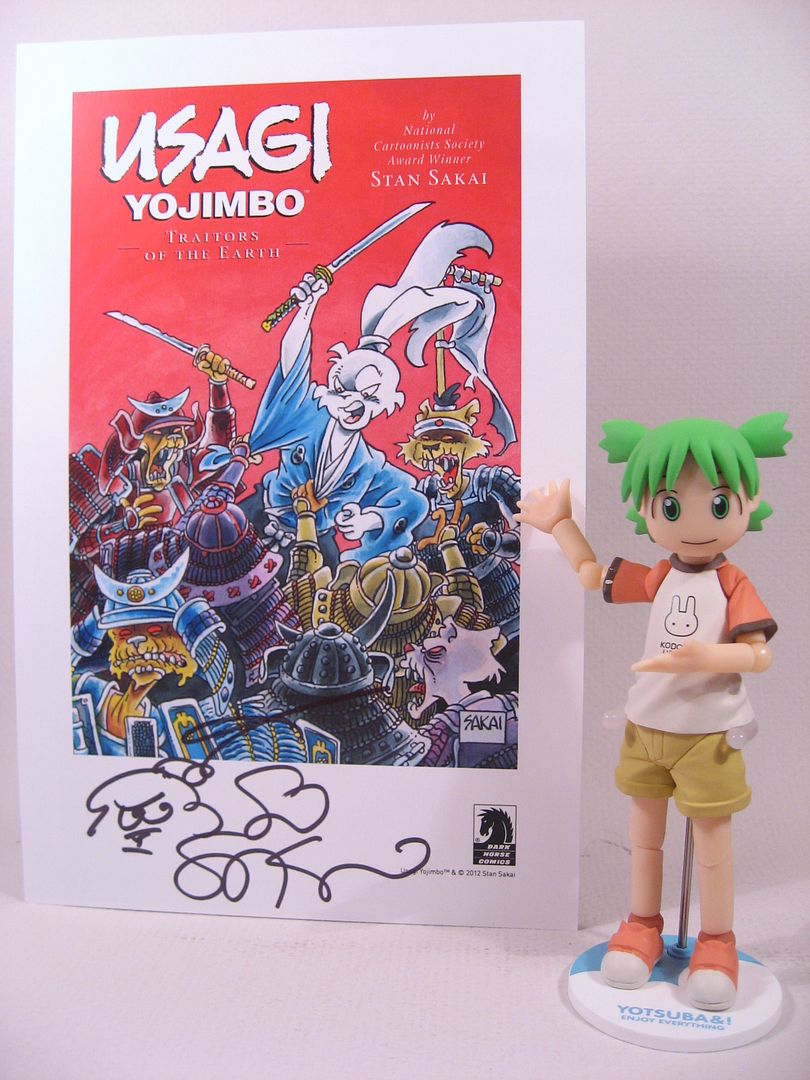 USAGI
YOJIMBO™
TRAITORS
OF THE EARTH
by
National
Cartoonists Society
Award Winner
STAN SAKAI
SAKAI
DARK
HORSE
COMICS
Usagi Yojimbo™ & © 2012 Stan Sakai
YOTSUBA&!
ENJOY EVERYTHING